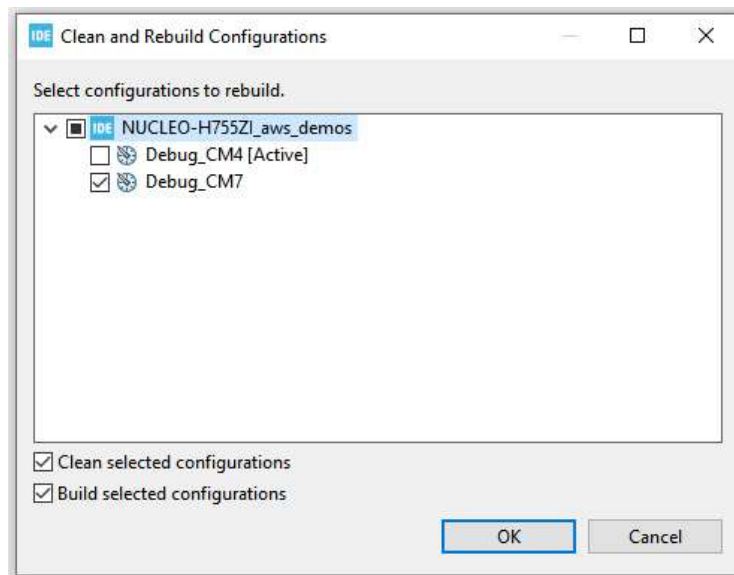 IDE Clean and Rebuild Configurations
Select configurations to rebuild.
IDE NUCLEO-H755ZI_aws_demos
Debug_CM4 [Active]
Debug_CM7
Clean selected configurations
Build selected configurations
OK Cancel